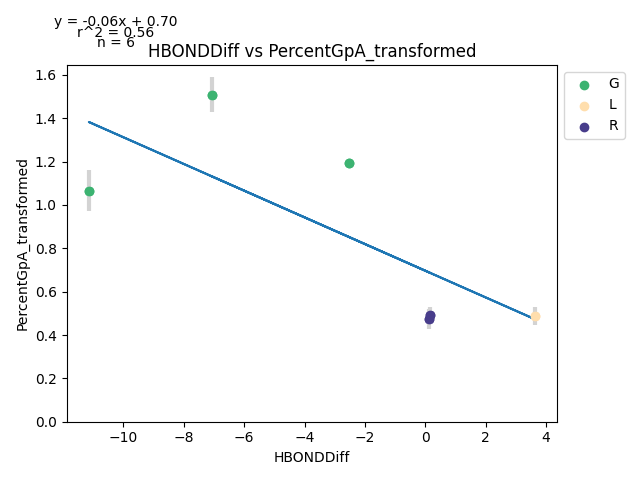 y = -0.06x + 0.70
r^2 = 0.56
n = 6
HBONDDiff vs PercentGpA_transformed
1.6
1.4
1.2
1.0
0.8
0.6
0.4
0.2
0.0
PercentGpA_transformed
−10
−8
−6
−4
−2
0
2
4
HBONDDiff
G
L
R